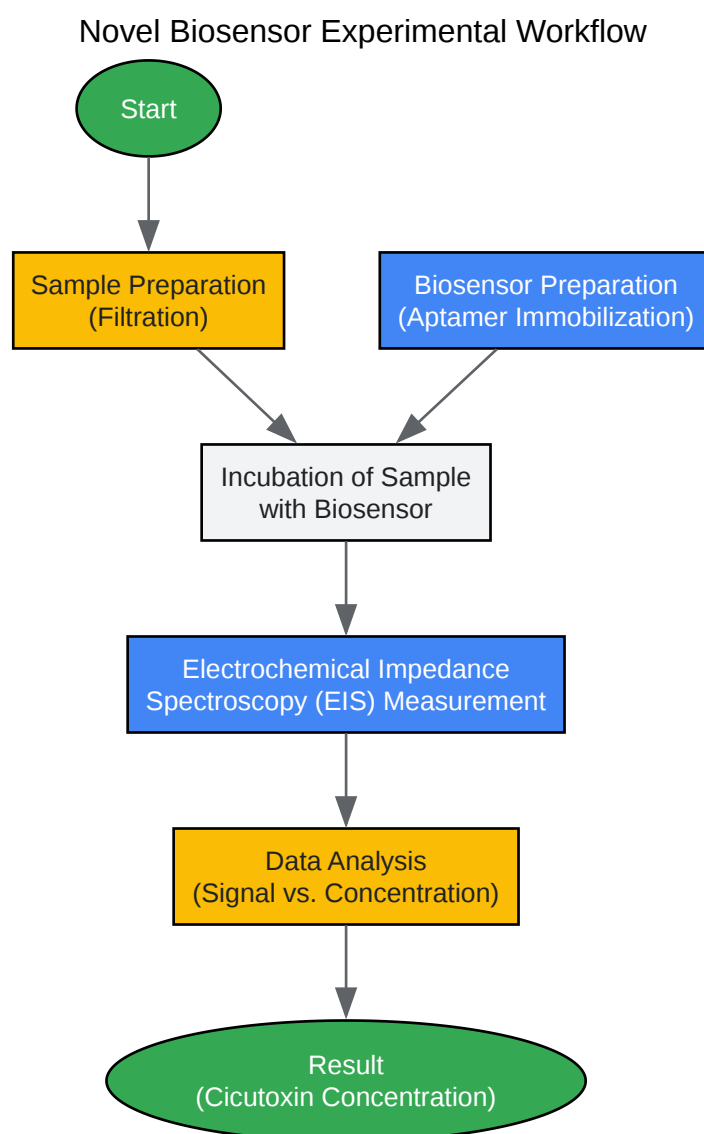 Novel Biosensor Experimental Workflow
Start
Sample Preparation
(Filtration)
Biosensor Preparation
(Aptamer Immobilization)
Incubation of Sample
with Biosensor
Electrochemical Impedance
Spectroscopy (EIS) Measurement
Data Analysis
(Signal vs. Concentration)
Result
(Cicutoxin Concentration)